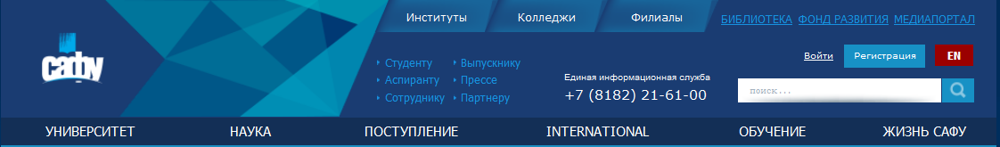 Институты Колледжи Филиалы
БИБЛИОТЕКА ФОНД РАЗВИТИЯ МЕДИАПОРТАЛ
сафу
Войти Регистрация EN
Студенту Выпускнику
Аспиранту Прессе
Сотруднику Партнеру
Единая информационная служба
+7 (8182) 21-61-00
поиск...
УНИВЕРСИТЕТ НАУКА ПОСТУПЛЕНИЕ INTERNATIONAL ОБУЧЕНИЕ ЖИЗНЬ САФУ